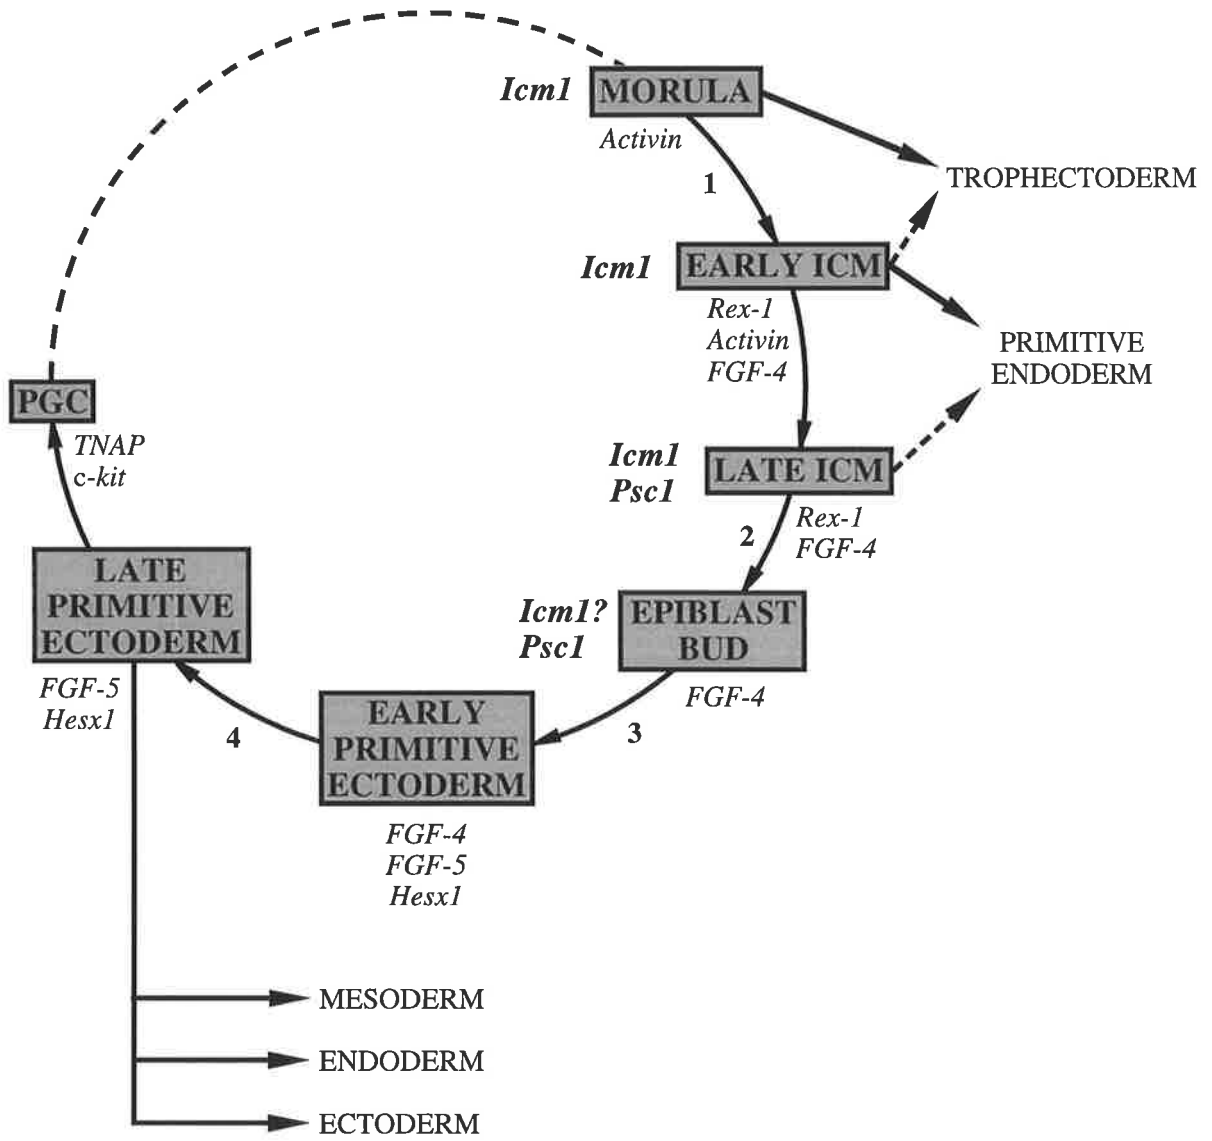 Icm1
MORULA
Activin
1
TROPHECTODERM
Icm1
EARLY ICM
Rex-1
Activin
FGF-4
PRIMITIVE
ENDODERM
PGC
TNAP
c-kit
Icm1
Psc1
LATE ICM
2
Rex-1
FGF-4
LATE
PRIMITIVE
ECTODERM
Icm1?
Psc1
EPIBLAST
BUD
FGF-4
FGF-5
Hesx1
4
EARLY
PRIMITIVE
ECTODERM
3
FGF-4
FGF-5
Hesx1
MESODERM
ENDODERM
ECTODERM